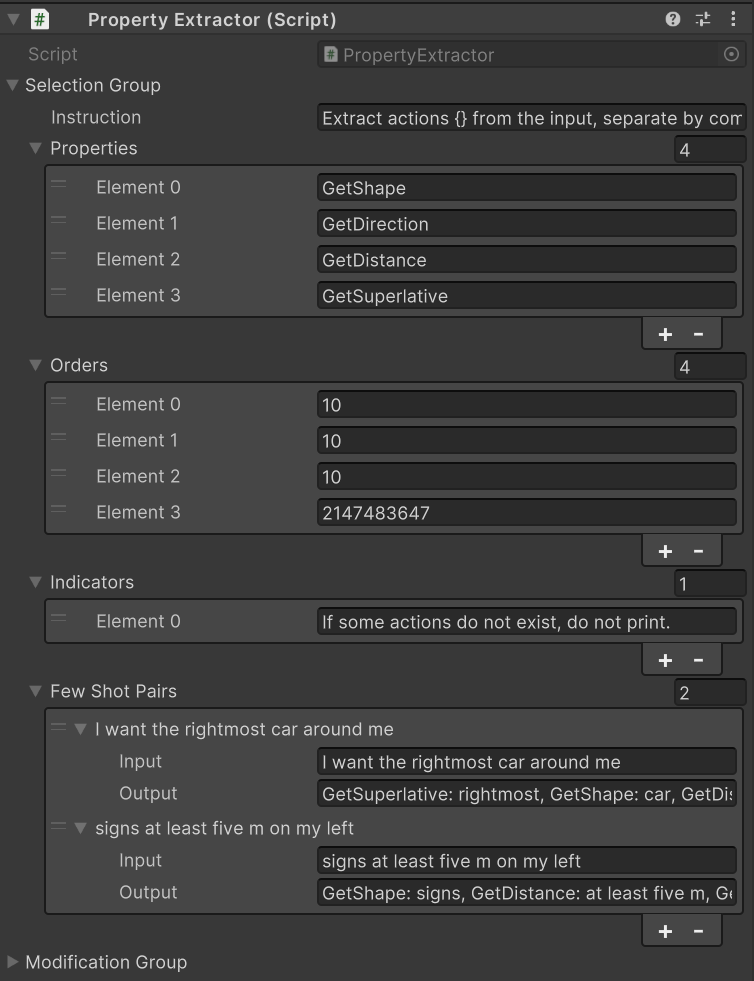 # Property Extractor (Script)
Script # PropertyExtractor
Selection Group
Instruction Extract actions {} from the input, separate by com
Properties 4
Element 0 GetShape
Element 1 GetDirection
Element 2 GetDistance
Element 3 GetSuperlative
+ -
Orders 4
Element 0 10
Element 1 10
Element 2 10
Element 3 2147483647
+ -
Indicators 1
Element 0 If some actions do not exist, do not print.
+ -
Few Shot Pairs 2
I want the rightmost car around me
Input I want the rightmost car around me
Output GetSuperlative: rightmost, GetShape: car, GetDis
signs at least five m on my left
Input signs at least five m on my left
Output GetShape: signs, GetDistance: at least five m, Ge
+ -
Modification Group